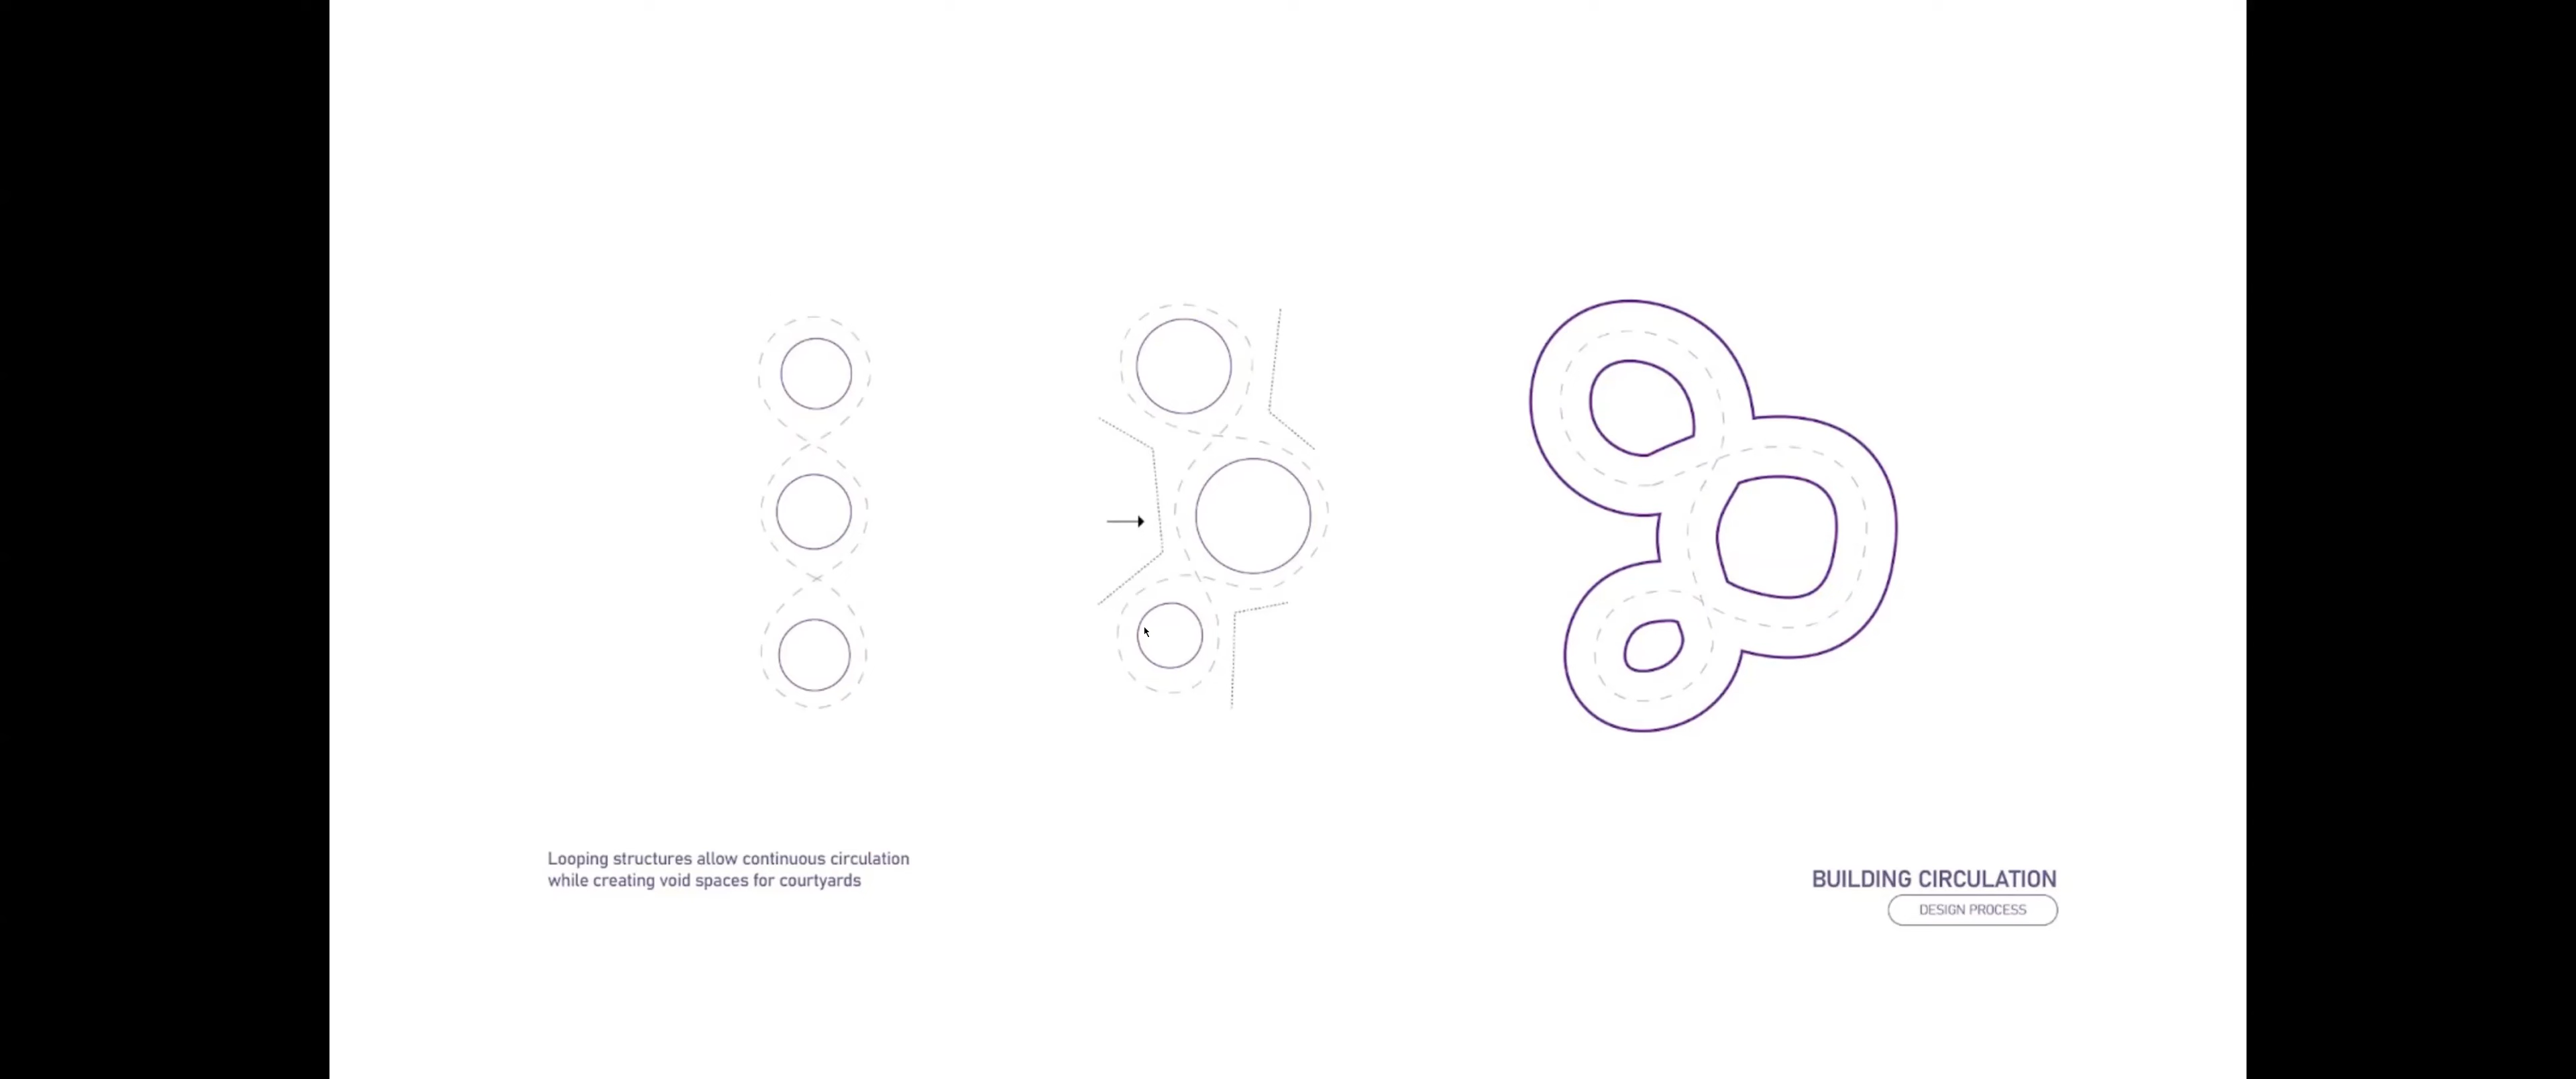 Looping structures allow continuous circulation
while creating void spaces for courtyards
BUILDING CIRCULATION
DESIGN PROCESS